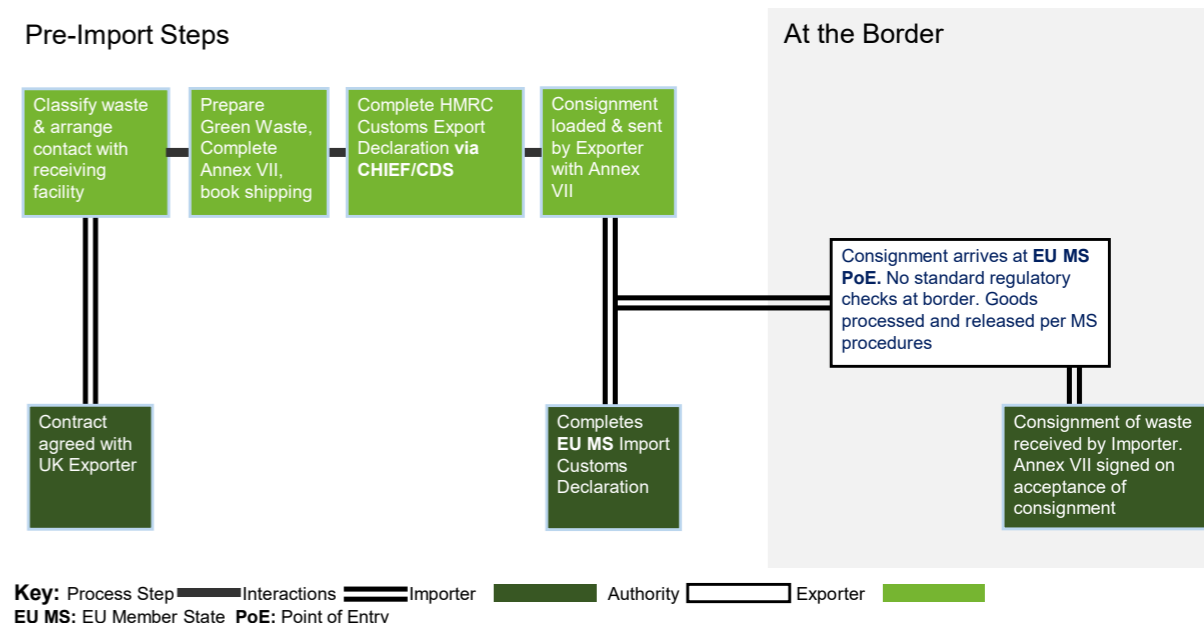 Pre-Import Steps
At the Border
Classify waste
& arrange
contact with
receiving
facility
Prepare
Green Waste,
Complete
Annex VII,
book shipping
Complete HMRC
Customs Export
Declaration via
CHIEF/CDS
Consignment
loaded & sent
by Exporter
with Annex
VII
Consignment arrives at EU MS
PoE. No standard regulatory
checks at border. Goods
processed and released per MS
procedures
Contract
agreed with
UK Exporter
Completes
EU MS Import
Customs
Declaration
Consignment of waste
received by Importer.
Annex VII signed on
acceptance of
consignment
Key: Process Step Interactions Importer Authority Exporter
EU MS: EU Member State PoE: Point of Entry